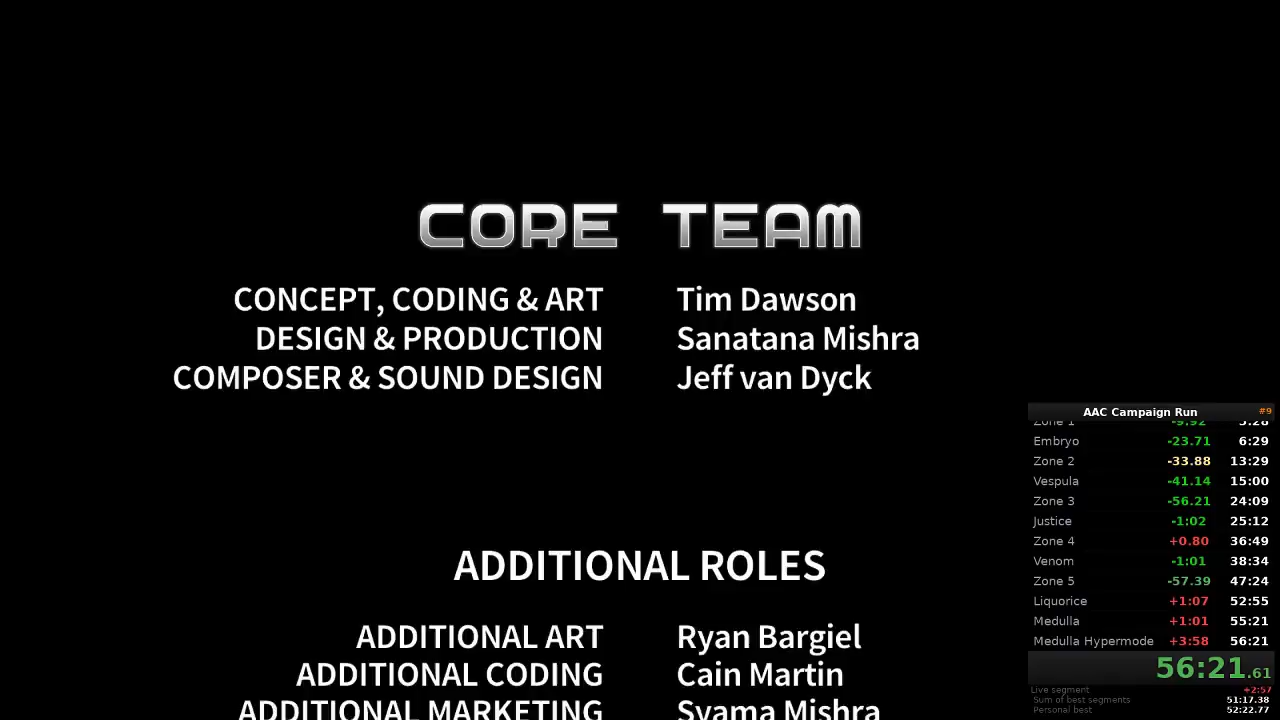 CORE TEAM
CONCEPT, CODING & ART Tim Dawson
DESIGN & PRODUCTION Sanatana Mishra
COMPOSER & SOUND DESIGN Jeff van Dyck
ADDITIONAL ROLES
ADDITIONAL ART Ryan Bargiel
ADDITIONAL CODING Cain Martin
ADDITIONAL MARKETING Syama Mishra
AAC Campaign Run #9
Zone 1 -9.92 5:28
Embryo -23.71 6:29
Zone 2 -33.88 13:29
Vespula -41.14 15:00
Zone 3 -56.21 24:09
Justice -1:02 25:12
Zone 4 +0.80 36:49
Venom -1:01 38:34
Zone 5 -57.39 47:24
Liquorice +1:07 52:55
Medulla +1:01 55:21
Medulla Hypermode +3:58 56:21
56:21.61
Live segment +2:57
Sum of best segments 51:17.38
Personal best 52:22.77